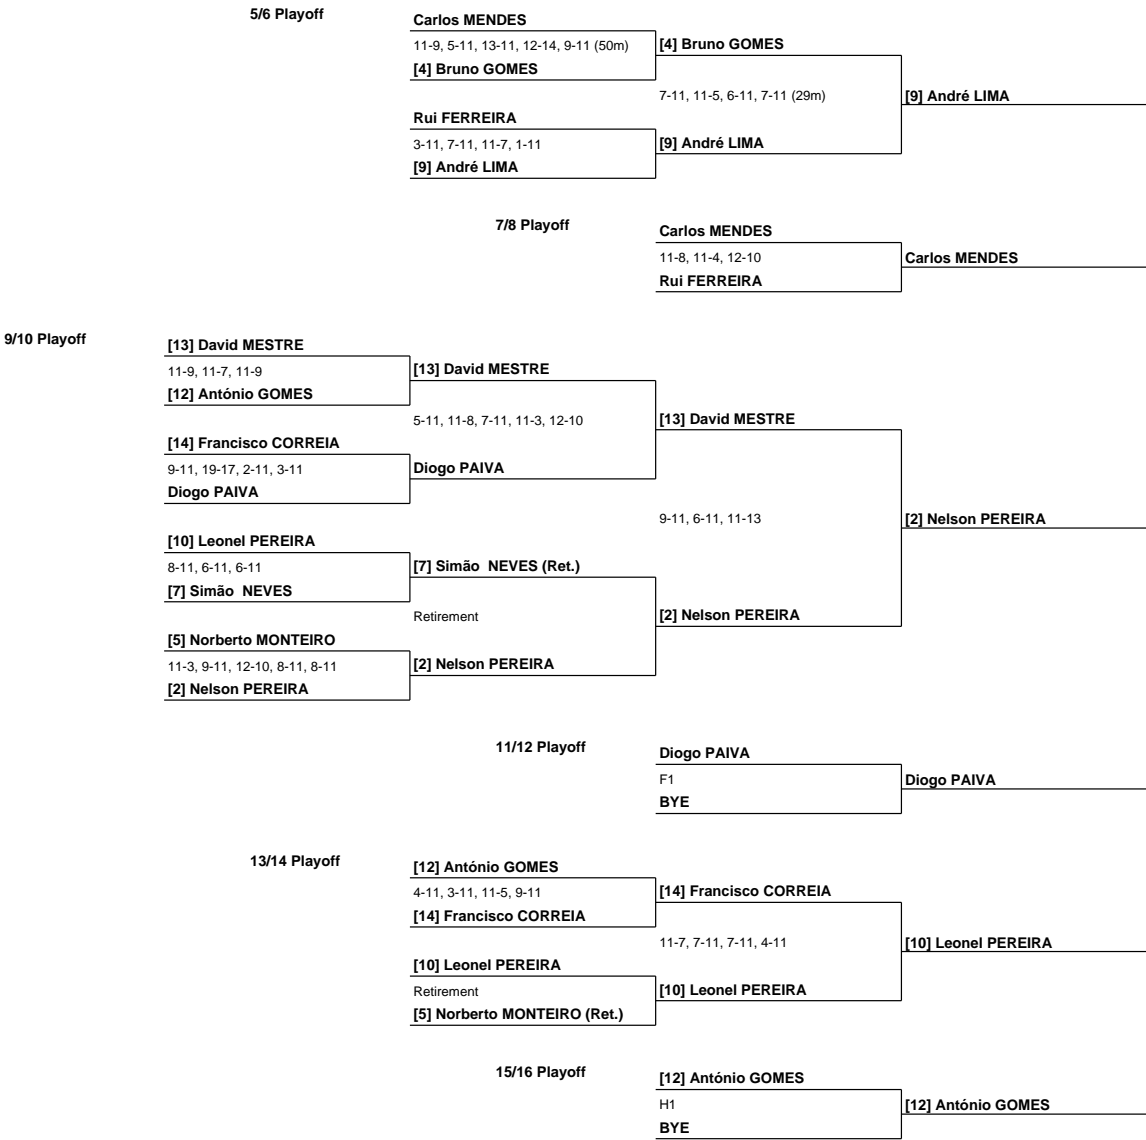 5/6 Playoff
Carlos MENDES
11-9, 5-11, 13-11, 12-14, 9-11 (50m)
[4] Bruno GOMES
[4] Bruno GOMES
7-11, 11-5, 6-11, 7-11 (29m)
[9] André LIMA
Rui FERREIRA
3-11, 7-11, 11-7, 1-11
[9] André LIMA
[9] André LIMA
7/8 Playoff
Carlos MENDES
11-8, 11-4, 12-10
Carlos MENDES
Rui FERREIRA
9/10 Playoff
[13] David MESTRE
11-9, 11-7, 11-9
[13] David MESTRE
[12] António GOMES
5-11, 11-8, 7-11, 11-3, 12-10
[13] David MESTRE
[14] Francisco CORREIA
9-11, 19-17, 2-11, 3-11
Diogo PAIVA
Diogo PAIVA
9-11, 6-11, 11-13
[2] Nelson PEREIRA
[10] Leonel PEREIRA
8-11, 6-11, 6-11
[7] Simão  NEVES (Ret.)
[7] Simão  NEVES
Retirement
[2] Nelson PEREIRA
[5] Norberto MONTEIRO
11-3, 9-11, 12-10, 8-11, 8-11
[2] Nelson PEREIRA
[2] Nelson PEREIRA
11/12 Playoff
Diogo PAIVA
F1
Diogo PAIVA
BYE
13/14 Playoff
[12] António GOMES
4-11, 3-11, 11-5, 9-11
[14] Francisco CORREIA
[14] Francisco CORREIA
11-7, 7-11, 7-11, 4-11
[10] Leonel PEREIRA
[10] Leonel PEREIRA
Retirement
[10] Leonel PEREIRA
[5] Norberto MONTEIRO (Ret.)
15/16 Playoff
[12] António GOMES
H1
[12] António GOMES
BYE